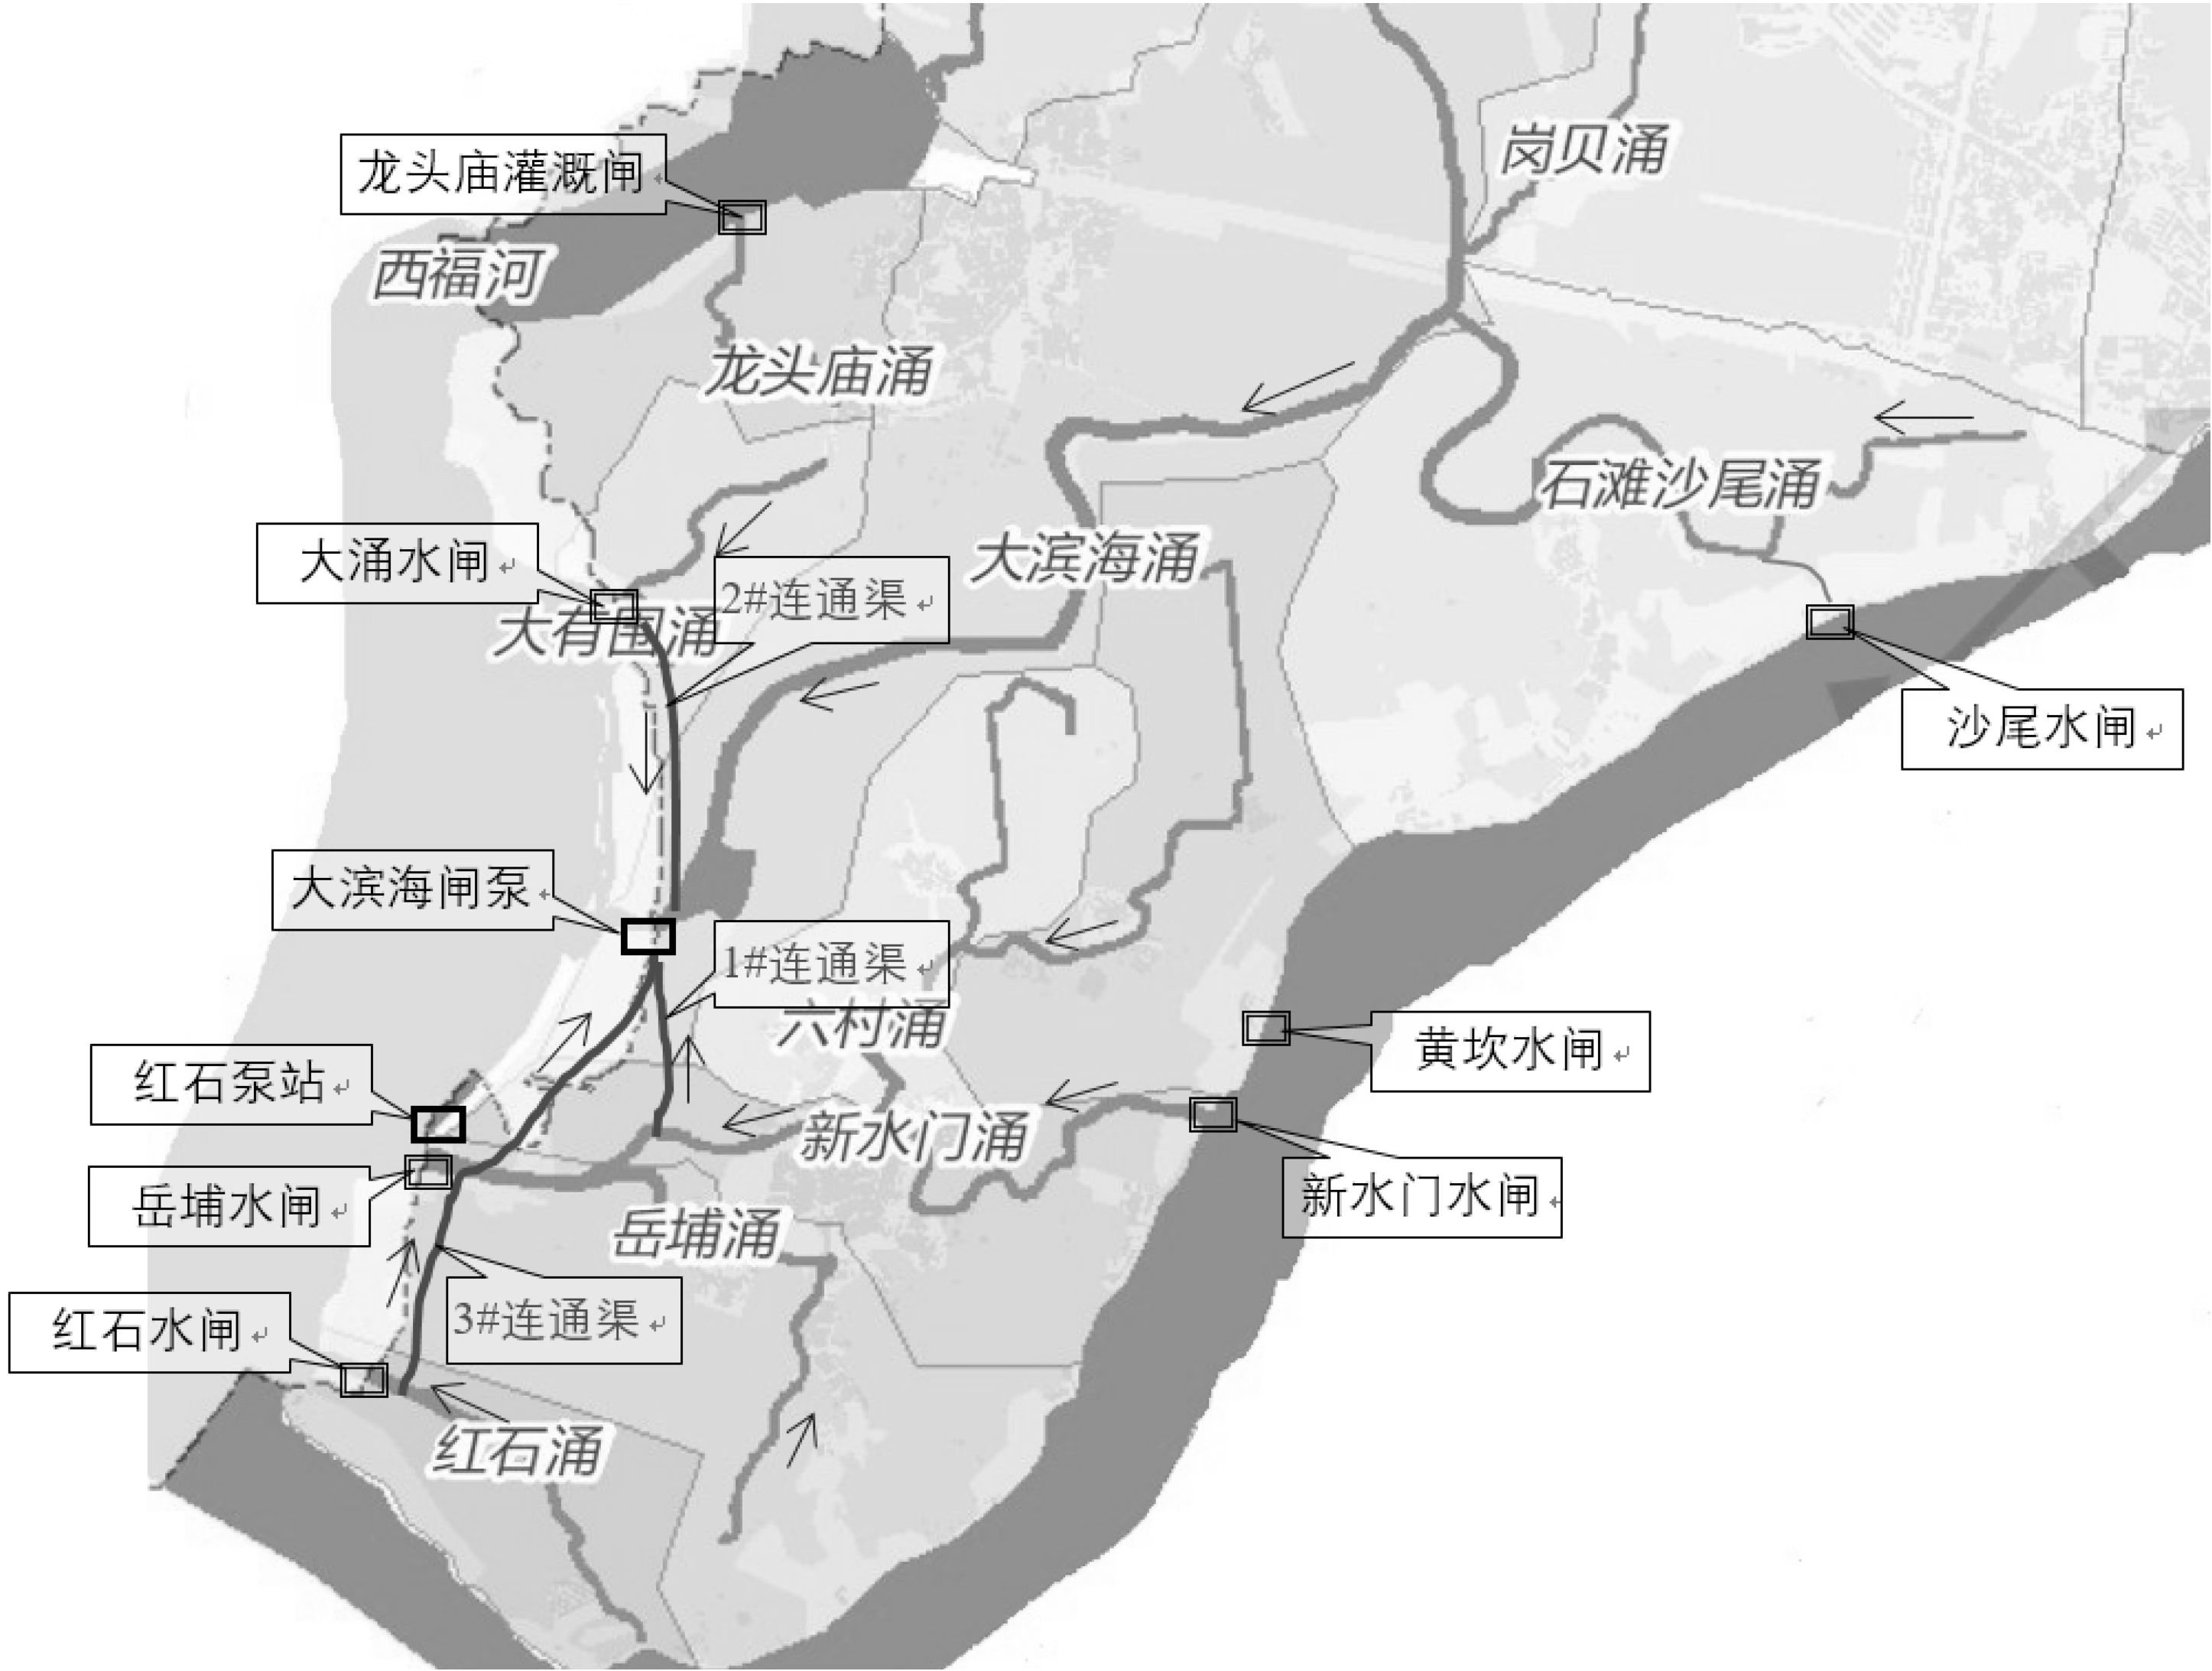 岗贝涌
龙头庙灌溉闸
西福河
龙头庙涌
石滩沙尾涌
大涌水闸
大滨海涌
2#连通渠
大有围涌
沙尾水闸
大滨海闸泵
1#连通渠
六村涌
黄坎水闸
红石泵站
新水门涌
岳埔水闸
新水门水闸
岳埔涌
3#连通渠
红石水闸
红石涌